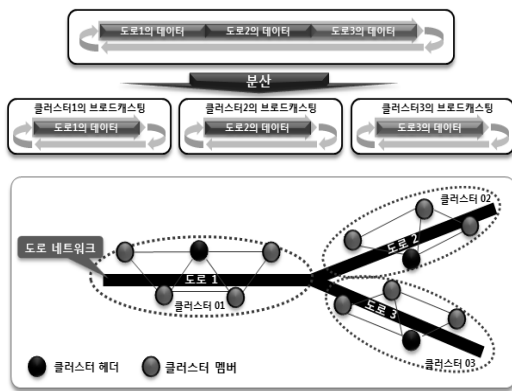 도로1의 데이터 도로2의 데이터 도로3의 데이터
분산
클러스터1의 브로드캐스팅 클러스터2의 브로드캐스팅 클러스터3의 브로드캐스팅
도로1의 데이터 도로2의 데이터 도로3의 데이터
클러스터 02
도로 네트워크
도로 2
도로 1
클러스터 01
도로 3
클러스터 03
클러스터 헤더 클러스터 멤버